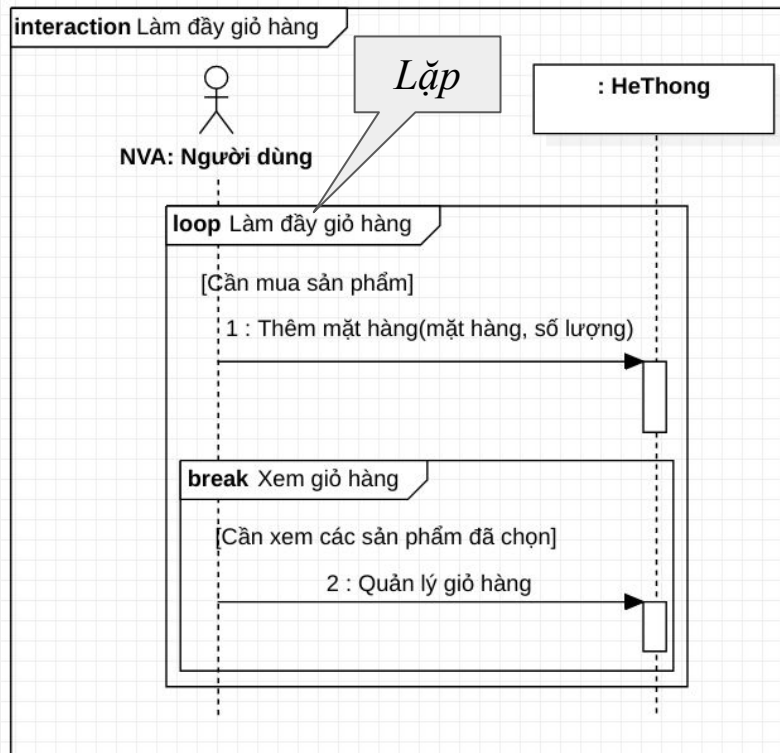 interaction Làm đầy giỏ hàng
Lặp
: HeThong
NVA: Người dùng
loop Làm đầy giỏ hàng
[Cần mua sản phẩm]
1 : Thêm mặt hàng(mặt hàng, số lượng)
break Xem giỏ hàng
[Cần xem các sản phẩm đã chọn]
2 : Quản lý giỏ hàng